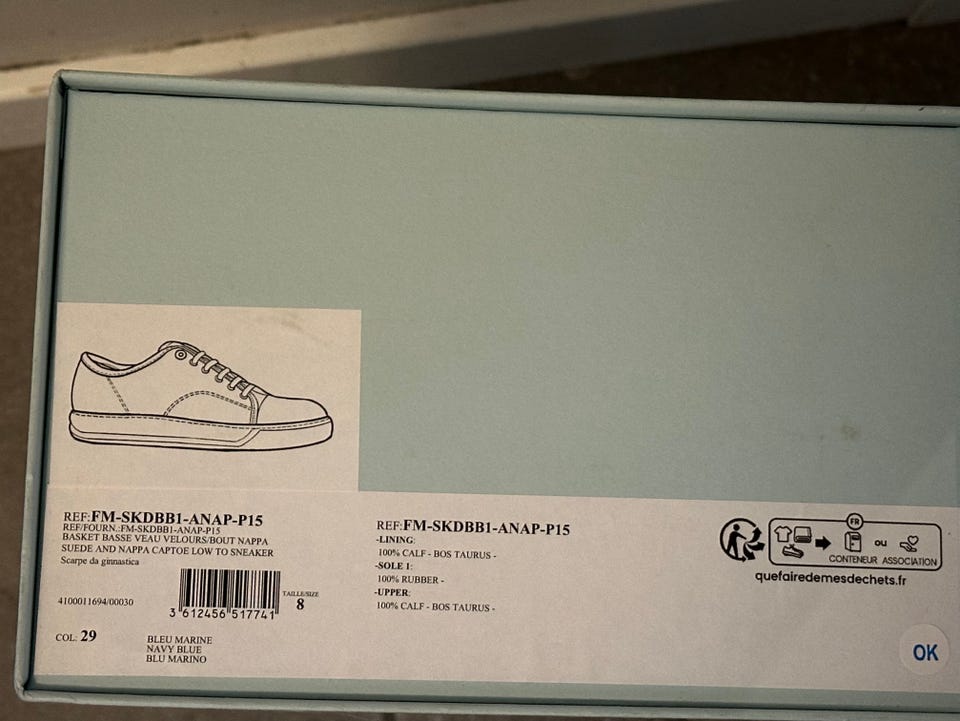 REF:FM-SKDBB1-ANAP-P15
REF/FOURN.:FM-SKDBB1-ANAP-P15
BASKET BASSE VEAU VELOURS/BOUT NAPPA
SUEDE AND NAPPA CAPTOE LOW TO SNEAKER
Scarpe da ginnastica
4100011694/00030
3 612456 517741
TAILLE/SIZE
8
COL: 29
BLEU MARINE
NAVY BLUE
BLU MARINO
REF:FM-SKDBB1-ANAP-P15
-LINING:
100% CALF - BOS TAURUS -
-SOLE 1:
100% RUBBER -
-UPPER:
100% CALF - BOS TAURUS -
FR
ou
CONTENEUR ASSOCIATION
quefairedemesdechets.fr
OK